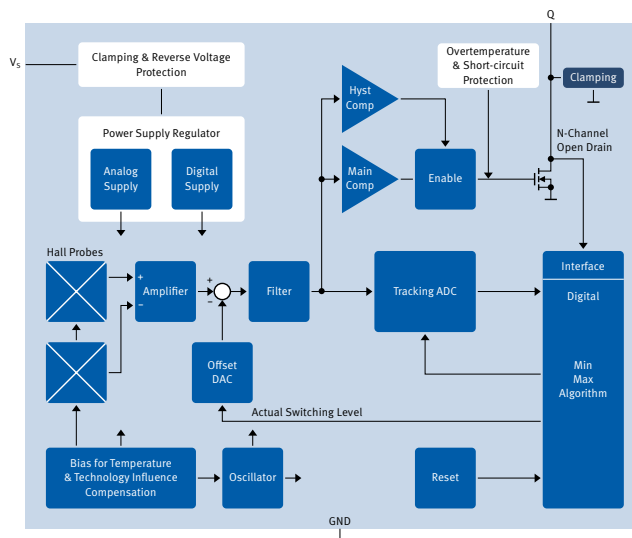 Q
Vs
Clamping & Reverse Voltage
Protection
Overtemperature
& Short-circuit
Protection
Clamping
Hyst
Comp
Power Supply Regulator
N-Channel
Open Drain
Analog
Supply
Digital
Supply
Main
Comp
Enable
Hall Probes
+
−
Amplifier
+
−
Filter
Tracking ADC
Interface
Digital
Offset
DAC
Min
Max
Algorithm
Actual Switching Level
Bias for Temperature
& Technology Influence
Compensation
Oscillator
Reset
GND